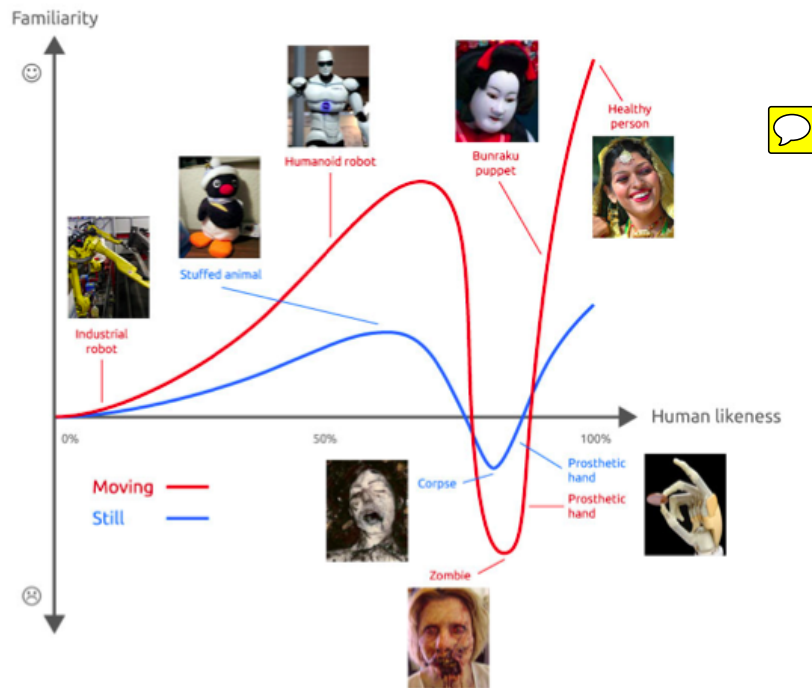 Familiarity
Humanoid robot
Bunraku
puppet
Healthy
person
Stuffed animal
Industrial
robot
Human likeness
0%
50%
100%
Moving
Still
Corpse
Prosthetic
hand
Prosthetic
hand
Zombie